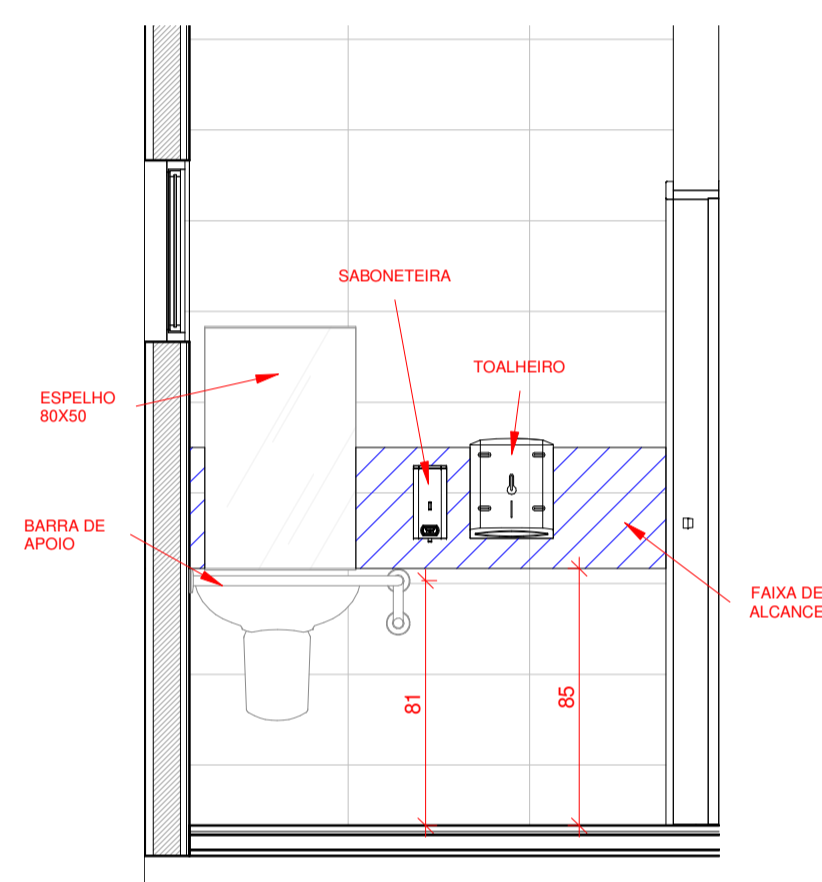 SABONETEIRA
TOALHEIRO
ESPELHO
80X50
BARRA DE
APOIO
FAIXA DE
ALCANCE
81
85